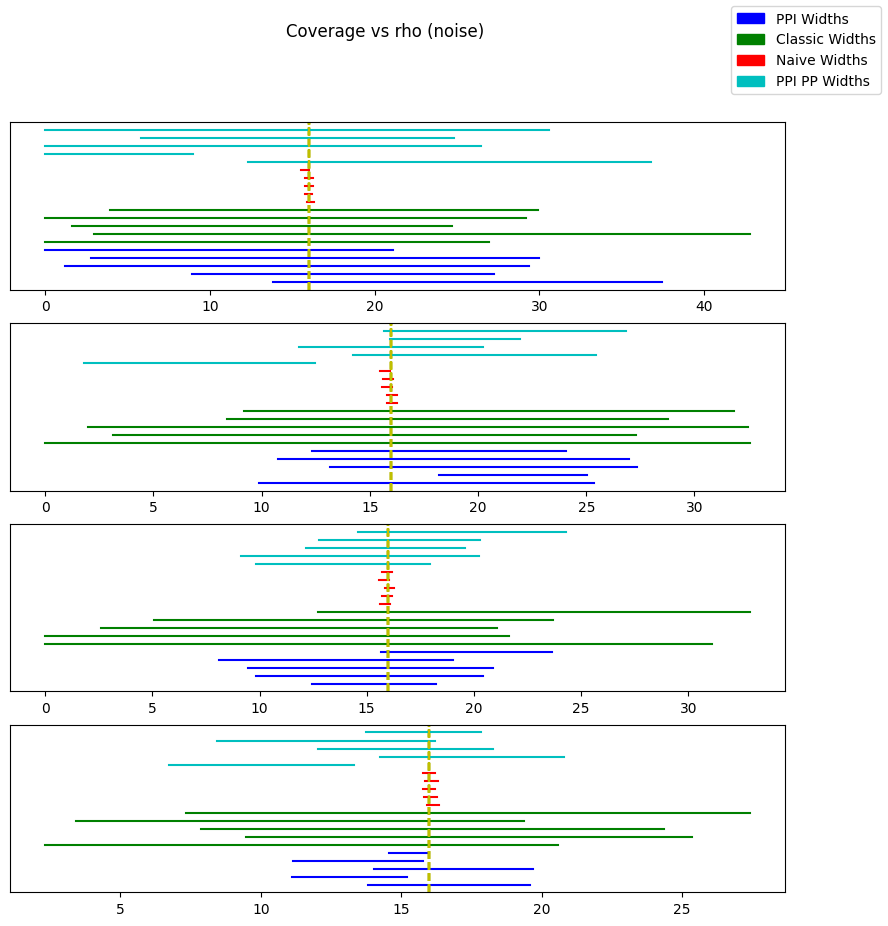 Coverage vs rho (noise)
PPI Widths
Classic Widths
Naive Widths
PPI PP Widths
0 10 20 30 40
0 5 10 15 20 25 30
0 5 10 15 20 25 30
5 10 15 20 25